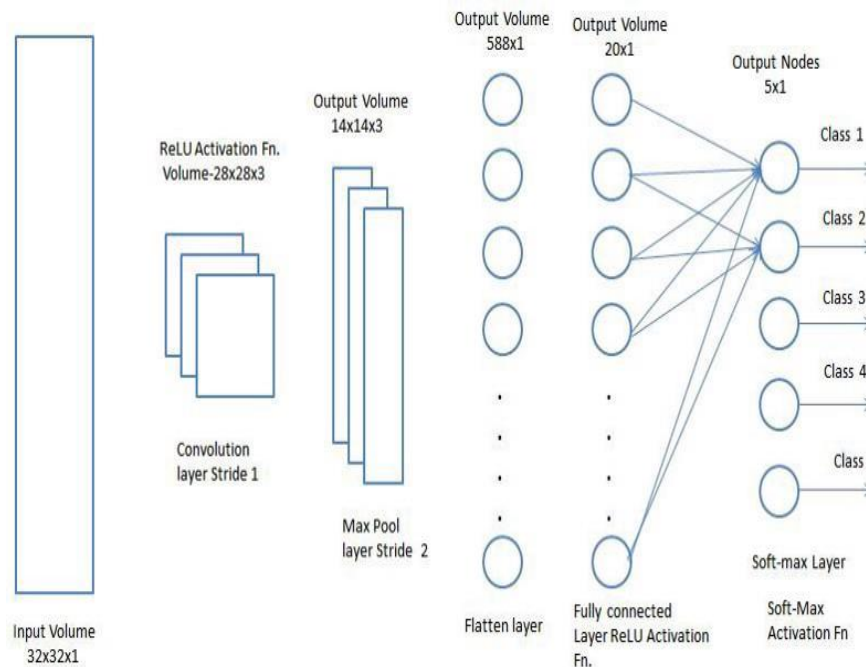 Input Volume
32x32x1
ReLU Activation Fn.
Volume-28x28x3
Convolution
layer Stride 1
Output Volume
14x14x3
Max Pool
layer Stride 2
Output Volume
588x1
Flatten layer
Output Volume
20x1
Fully connected
Layer ReLU Activation
Fn.
Output Nodes
5x1
Class 1
Class 2
Class 3
Class 4
Class
Soft-max Layer
Soft-Max
Activation Fn